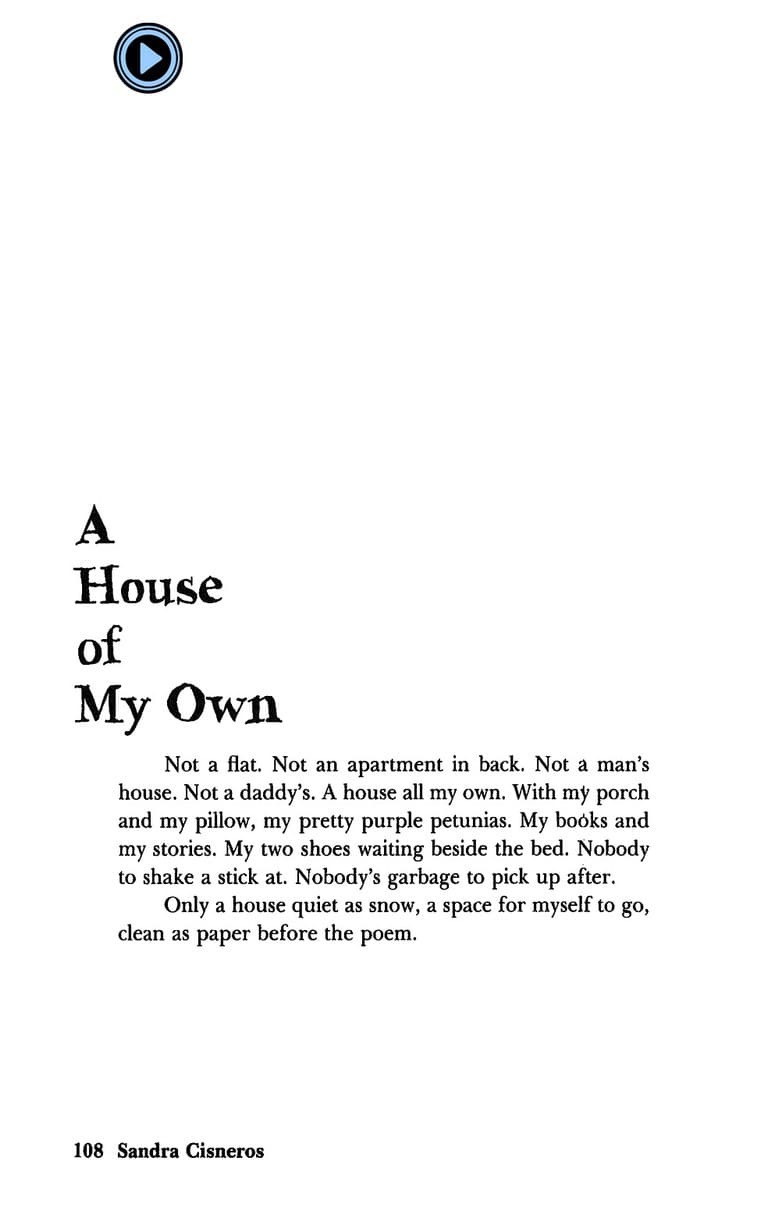 A
House
of
My Own
Not a flat. Not an apartment in back. Not a man's
house. Not a daddy's. A house all my own. With my porch
and my pillow, my pretty purple petunias. My books and
my stories. My two shoes waiting beside the bed. Nobody
to shake a stick at. Nobody's garbage to pick up after.
Only a house quiet as snow, a space for myself to go,
clean as paper before the poem.
108 Sandra Cisneros